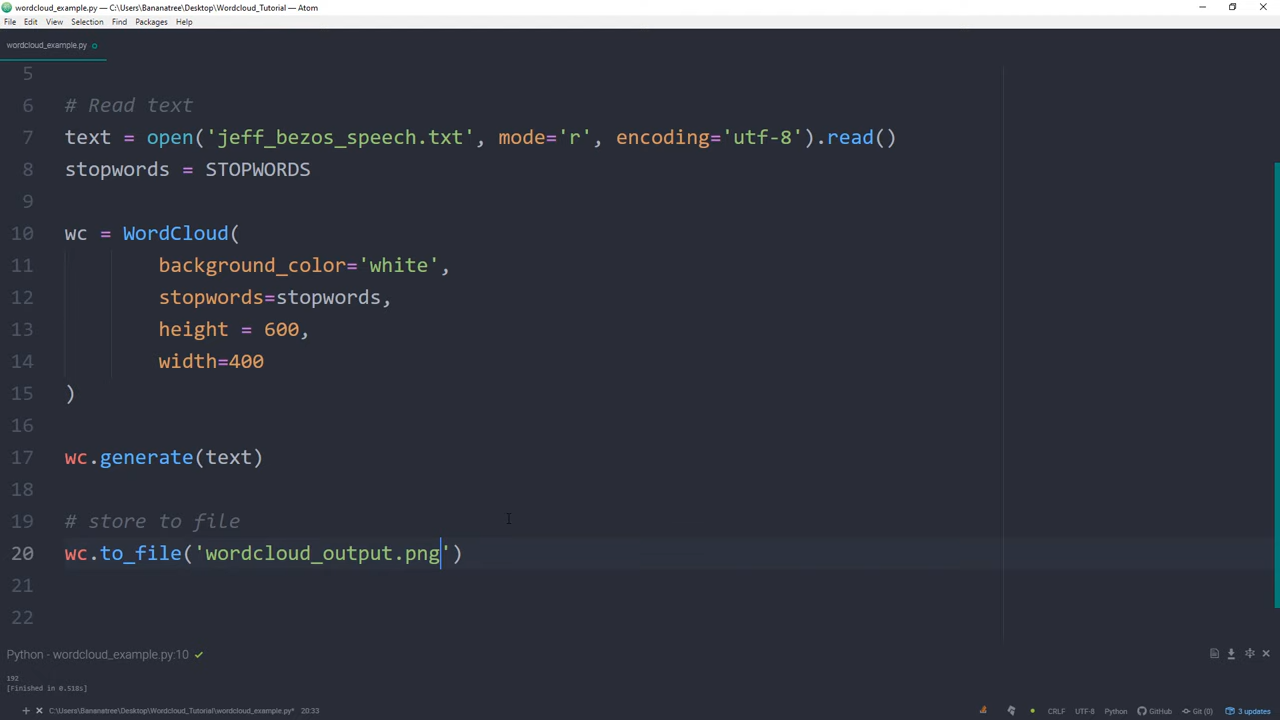 wordcloud_example.py — C:\Users\Bananatree\Desktop\Wordcloud_Tutorial — Atom
File Edit View Selection Find Packages Help
wordcloud_example.py
5
6 # Read text
7 text = open('jeff_bezos_speech.txt', mode='r', encoding='utf-8').read()
8 stopwords = STOPWORDS
9
10 wc = WordCloud(
11 background_color='white',
12 stopwords=stopwords,
13 height = 600,
14 width=400
15 )
16
17 wc.generate(text)
18
19 # store to file
20 wc.to_file('wordcloud_output.png')
21
22
Python - wordcloud_example.py:10 ✓
192
[Finished in 0.518s]
+ × C:\Users\Bananatree\Desktop\Wordcloud_Tutorial\wordcloud_example.py* 20:33 CRLF UTF-8 Python GitHub Git (0) 3 updates